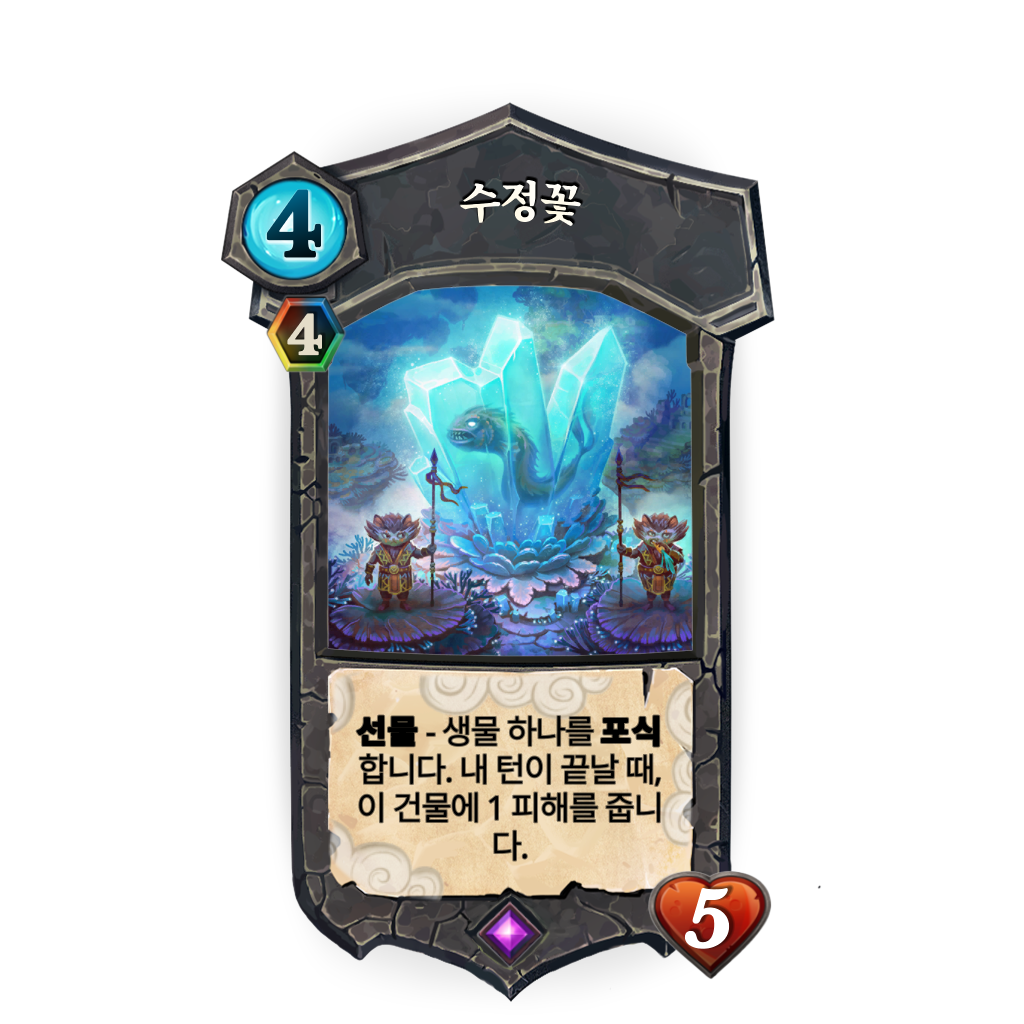 4
수정꽃
4
선물 - 생물 하나를 포식
합니다. 내 턴이 끝날 때,
이 건물에 1 피해를 줍니
다.
5